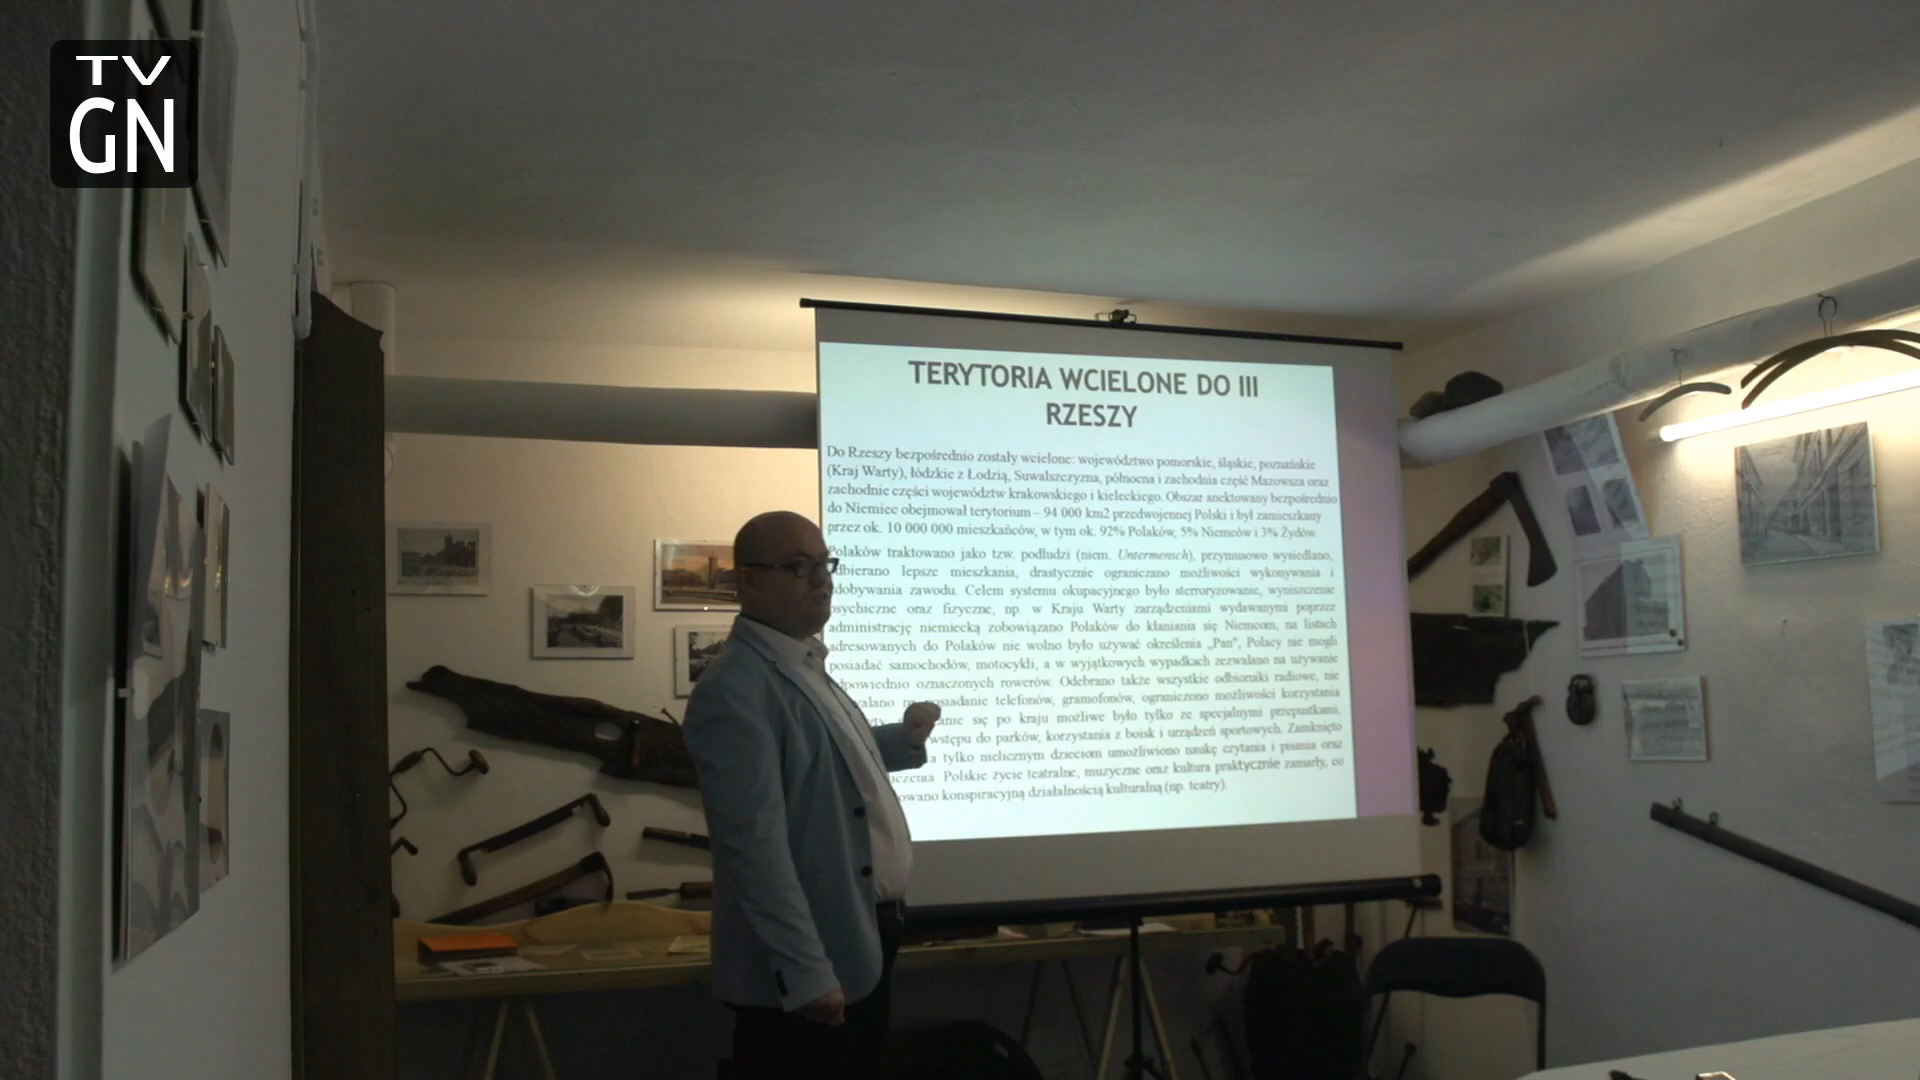 TV
GN
TERYTORIA WCIELONE DO III
RZESZY
Do Rzeszy bezpośrednio zostały wcielone: województwo pomorskie, śląskie, poznańskie
(Kraj Warty), łódzkie z Łodzią, Suwalszczyzna, północna i zachodnia część Mazowsza oraz
zachodnie części województw krakowskiego i kieleckiego. Obszar anektowany bezpośrednio
do Niemiec obejmował terytorium – 94 000 km2 przedwojennej Polski i był zamieszkany
przez ok. 10 000 000 mieszkańców, w tym ok. 92% Polaków, 5% Niemców i 3% Żydów.
Polaków traktowano jako tzw. podludzi (niem. Untermensch), przymusowo wysiedlano,
odbierano lepsze mieszkania, drastycznie ograniczano możliwości wykonywania i
zdobywania zawodu. Celem systemu okupacyjnego było sterroryzowanie, wyniszczenie
psychiczne oraz fizyczne, np. w Kraju Warty zarządzeniami wydawanymi poprzez
administrację niemiecką zobowiązano Polaków do kłaniania się Niemcom, na listach
adresowanych do Polaków nie wolno było używać określenia „Pan", Polacy nie mogli
posiadać samochodów, motocykli, a w wyjątkowych wypadkach zezwalano na używanie
odpowiednio oznaczonych rowerów. Odebrano także wszystkie odbiorniki radiowe, nie
posiadanie telefonów, gramofonów, ograniczono możliwości korzystania
się po kraju możliwe było tylko ze specjalnymi przepustkami,
wstępu do parków, korzystania z boisk i urządzeń sportowych. Zamknięto
a tylko nielicznym dzieciom umożliwiono naukę czytania i pisania oraz
Polskie życie teatralne, muzyczne oraz kultura praktycznie zamarły, co
konspiracyjną działalnością kulturalną (np. teatry).